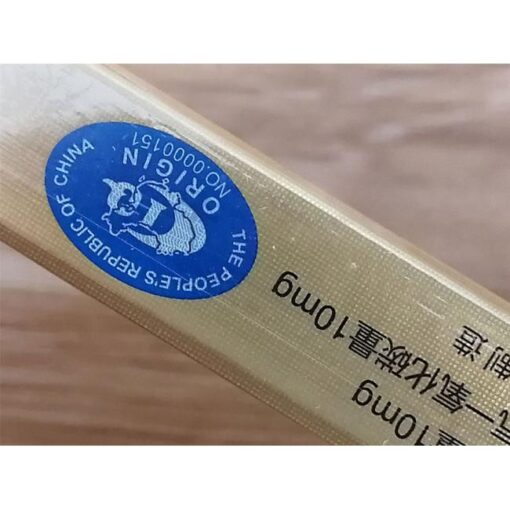 THE PEOPLE'S REPUBLIC OF CHINA
ORIGIN
NO.0000151
量10mg
气一氧化碳量10mg
制造